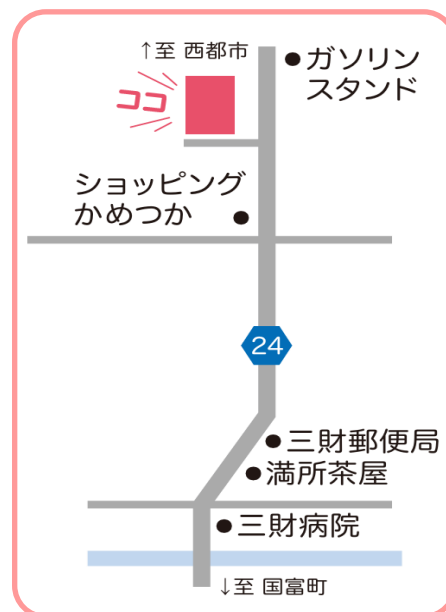 ↑至 西都市
ガソリン
スタンド
ココ
ショッピング
かめつか
24
三財郵便局
満所茶屋
三財病院
↓至 国富町